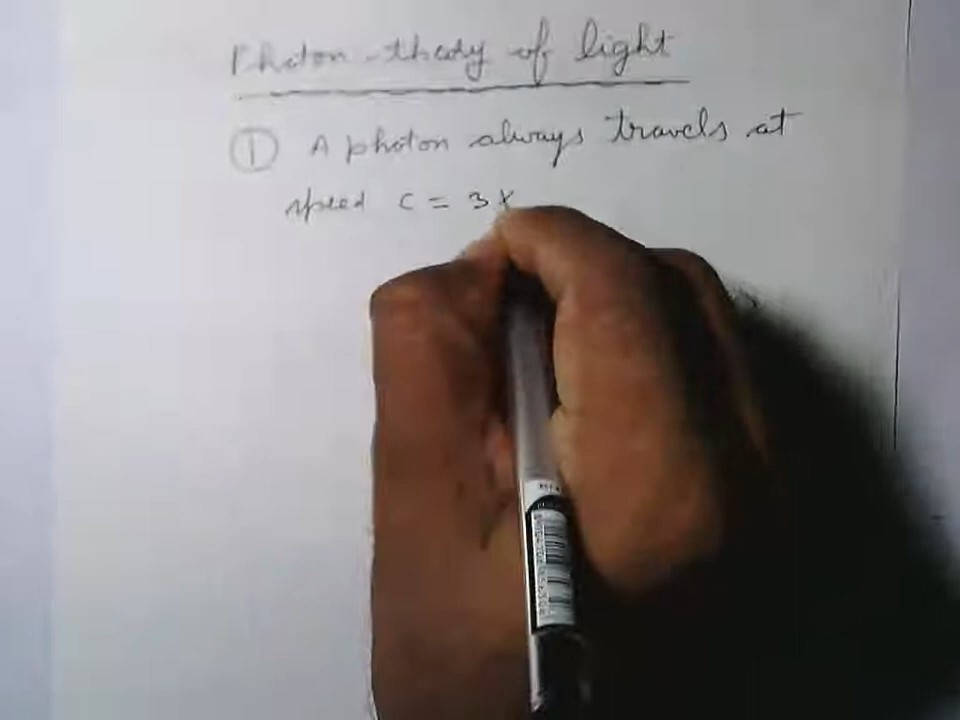 Photon theory of light
① A photon always travels at
speed c = 3 x